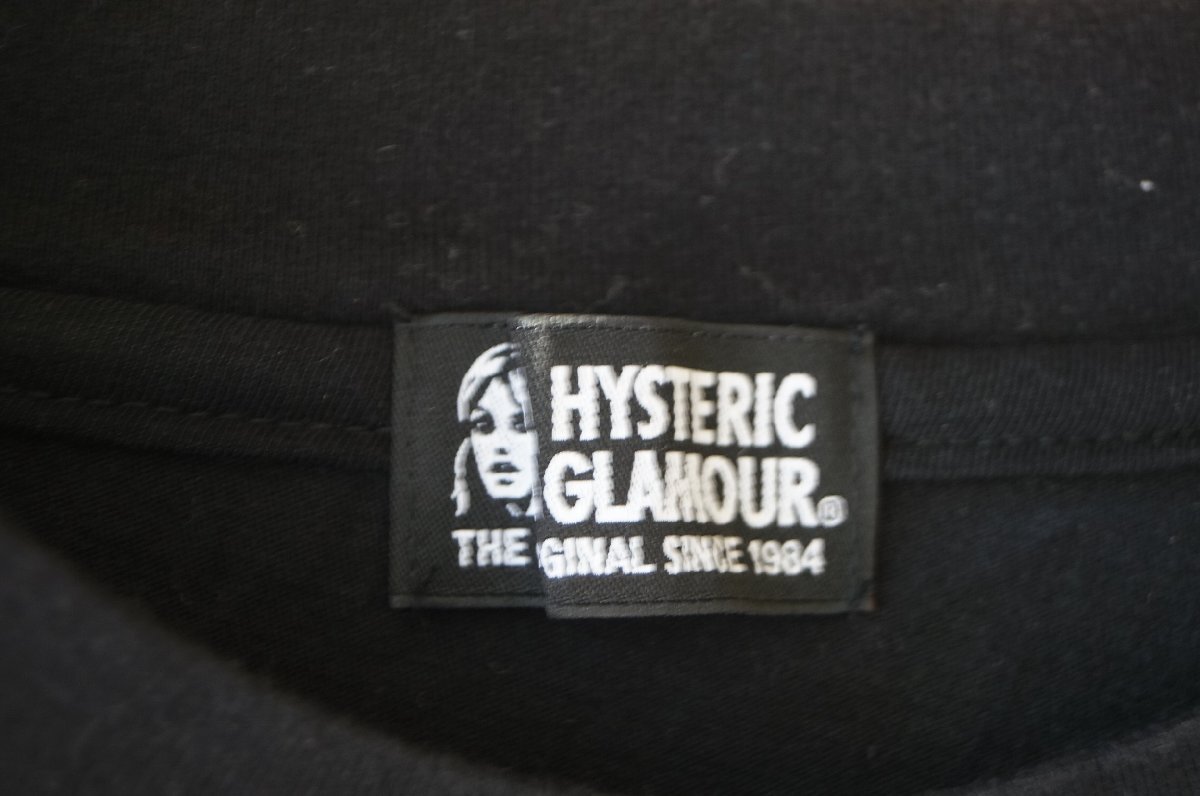 HYSTERIC
GLAMOUR®
THE GINAL SINCE 1984